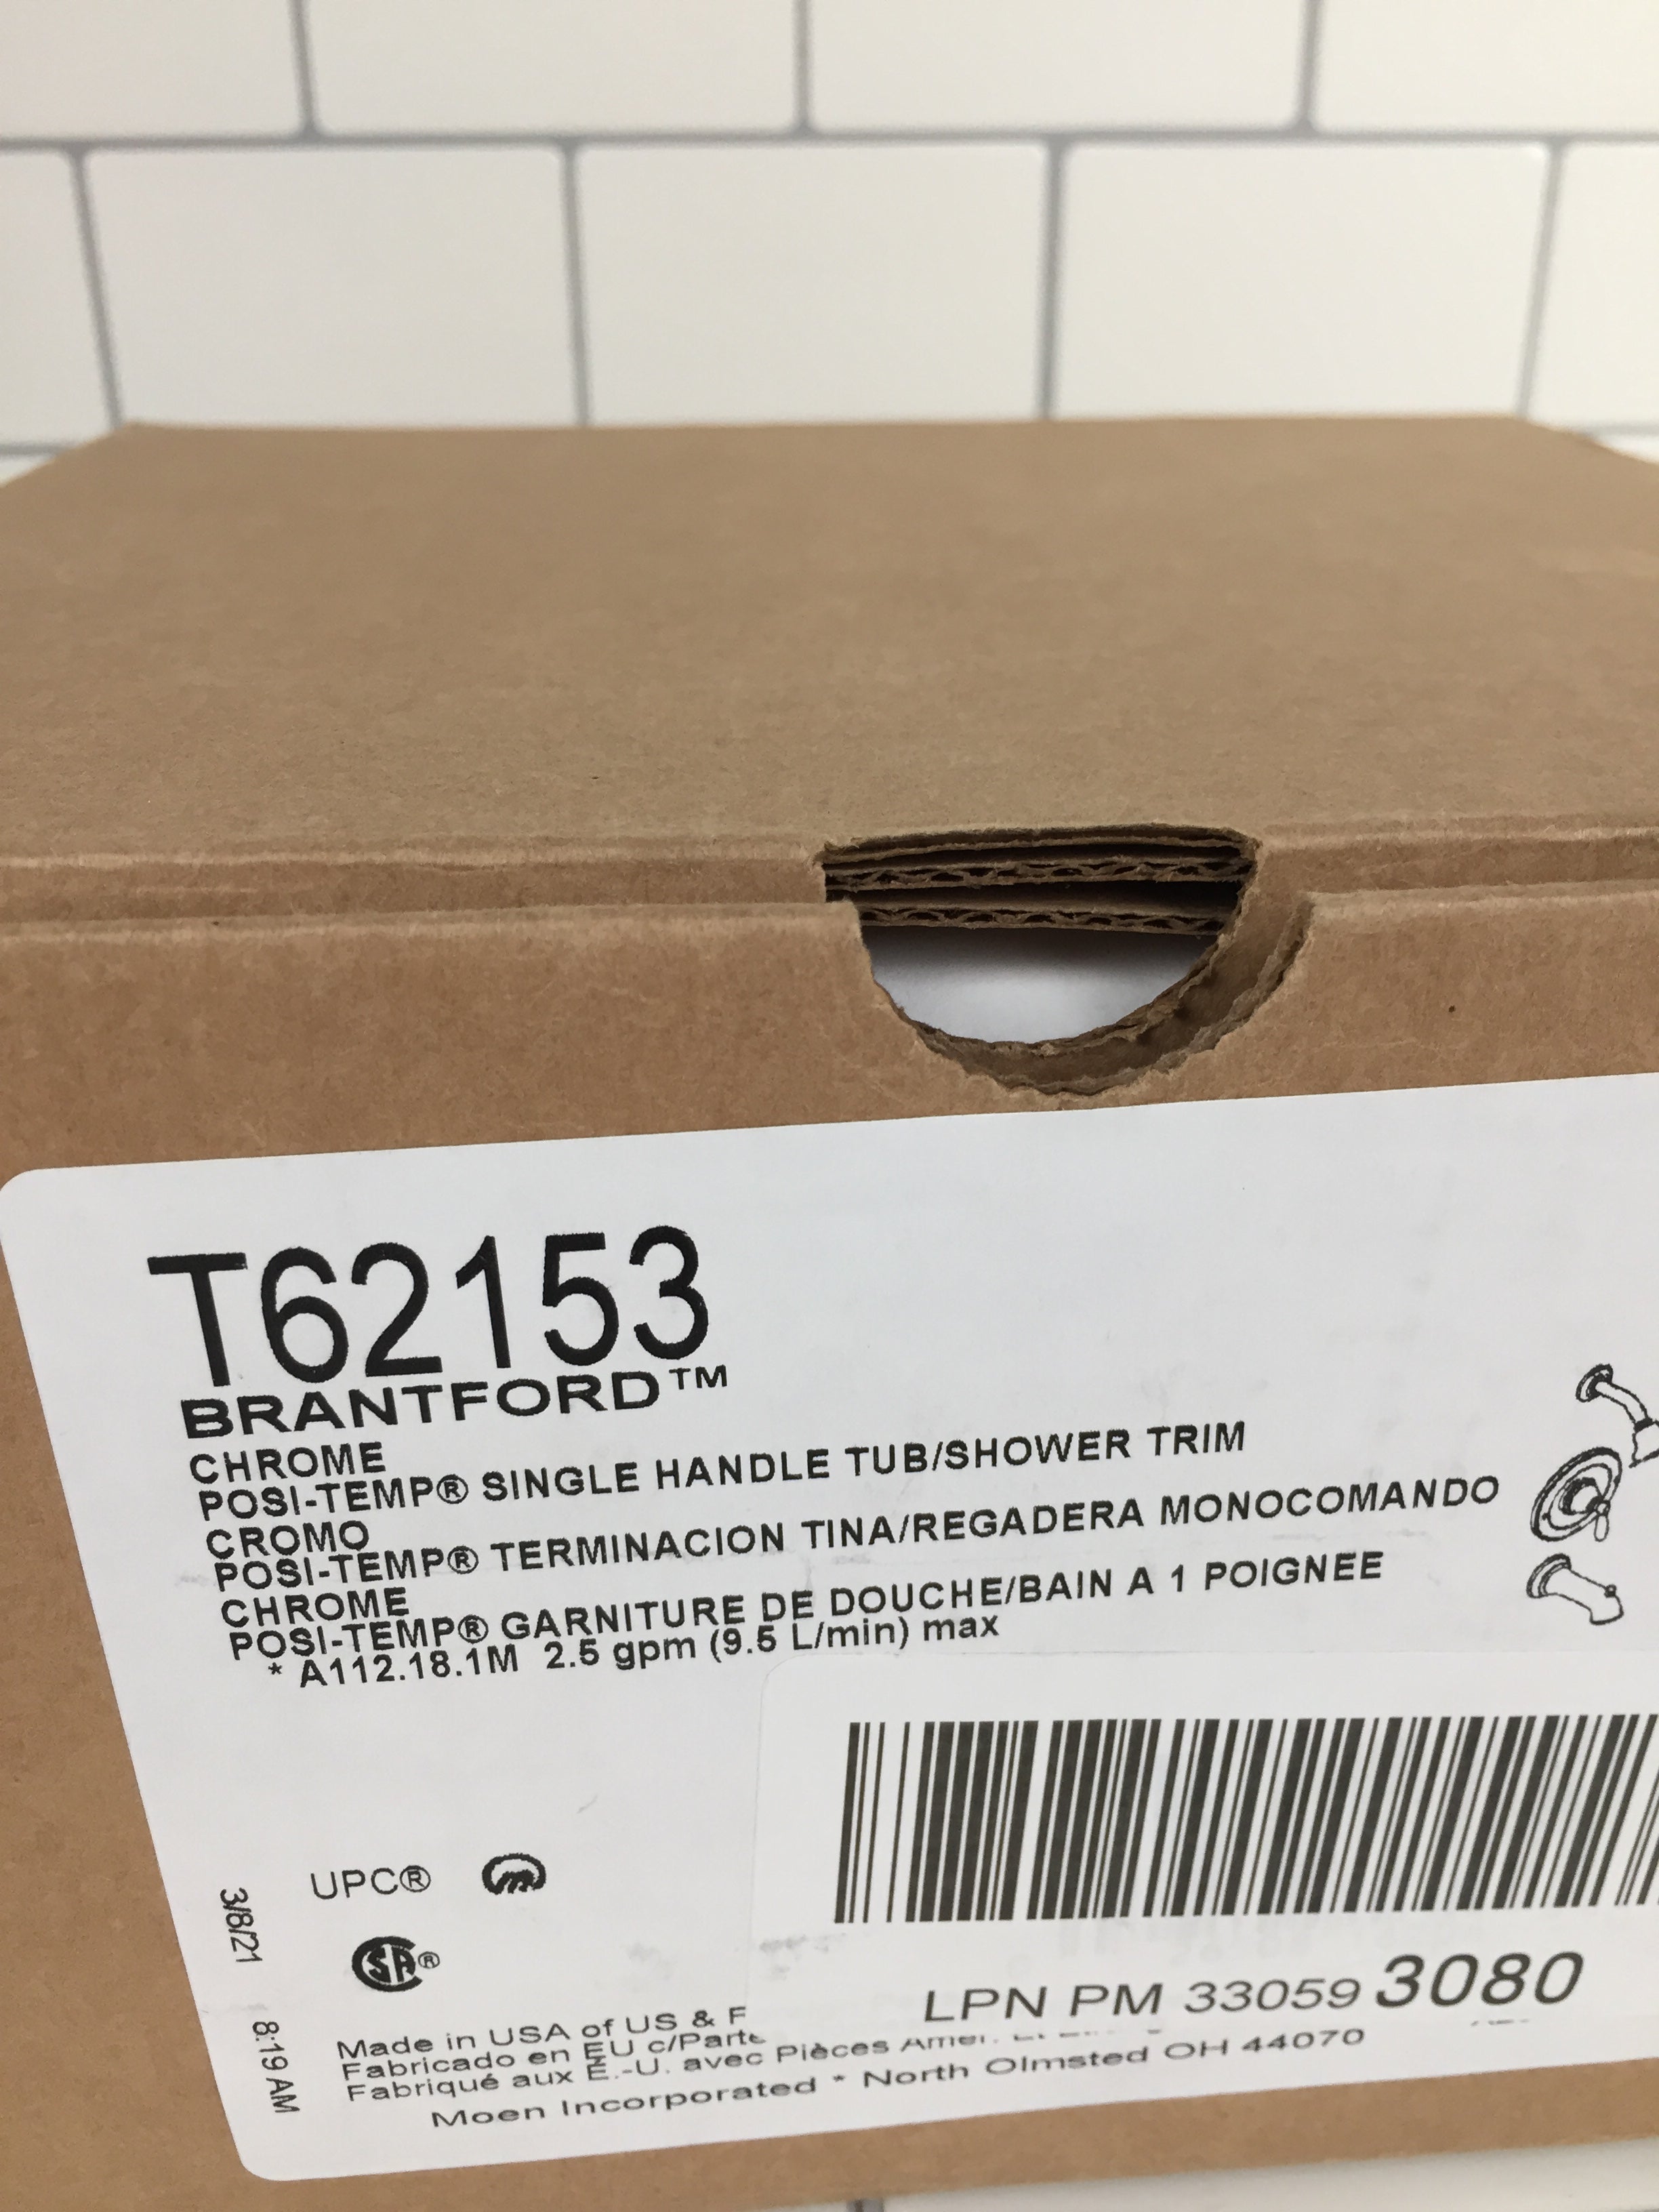 T62153
BRANTFORD™
CHROME
POSI-TEMP® SINGLE HANDLE TUB/SHOWER TRIM
CROMO
POSI-TEMP® TERMINACION TINA/REGADERA MONOCOMANDO
CHROME
POSI-TEMP® GARNITURE DE DOUCHE/BAIN A 1 POIGNEE
* A112.18.1M 2.5 gpm (9.5 L/min) max
UPC®
SA®
3/8/21 8:19 AM
LPN PM 33059 3080
Made in USA of US & F
Fabricado en EU c/Parte
Fabriqué aux É.-U. avec Pièces
Moen Incorporated * North Olmsted OH 44070